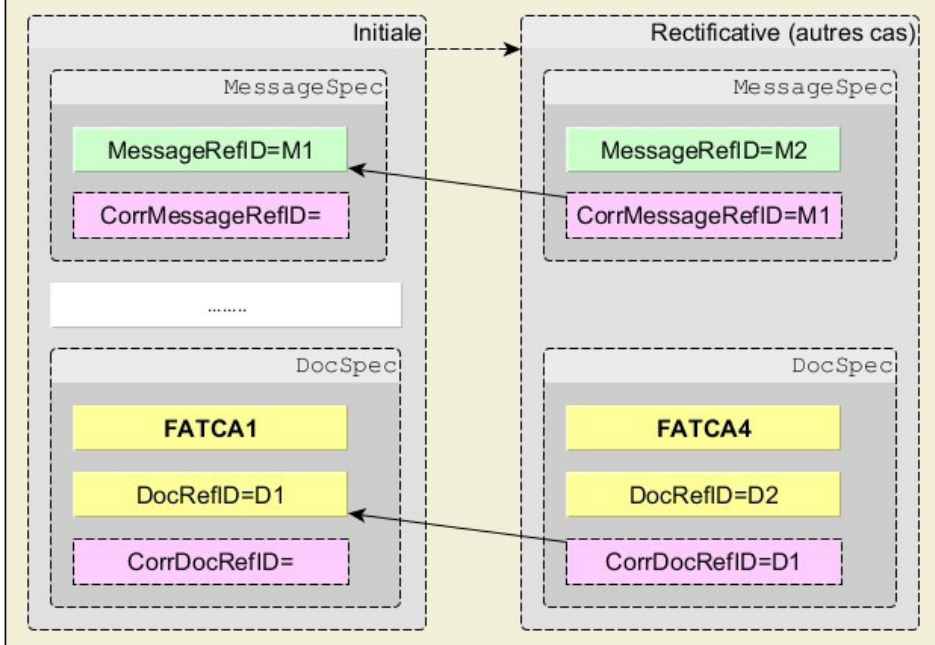 Initiale
MessageSpec
MessageRefID=M1
CorrMessageRefID=
........
DocSpec
FATCA1
DocRefID=D1
CorrDocRefID=
Rectificative (autres cas)
MessageSpec
MessageRefID=M2
CorrMessageRefID=M1
DocSpec
FATCA4
DocRefID=D2
CorrDocRefID=D1